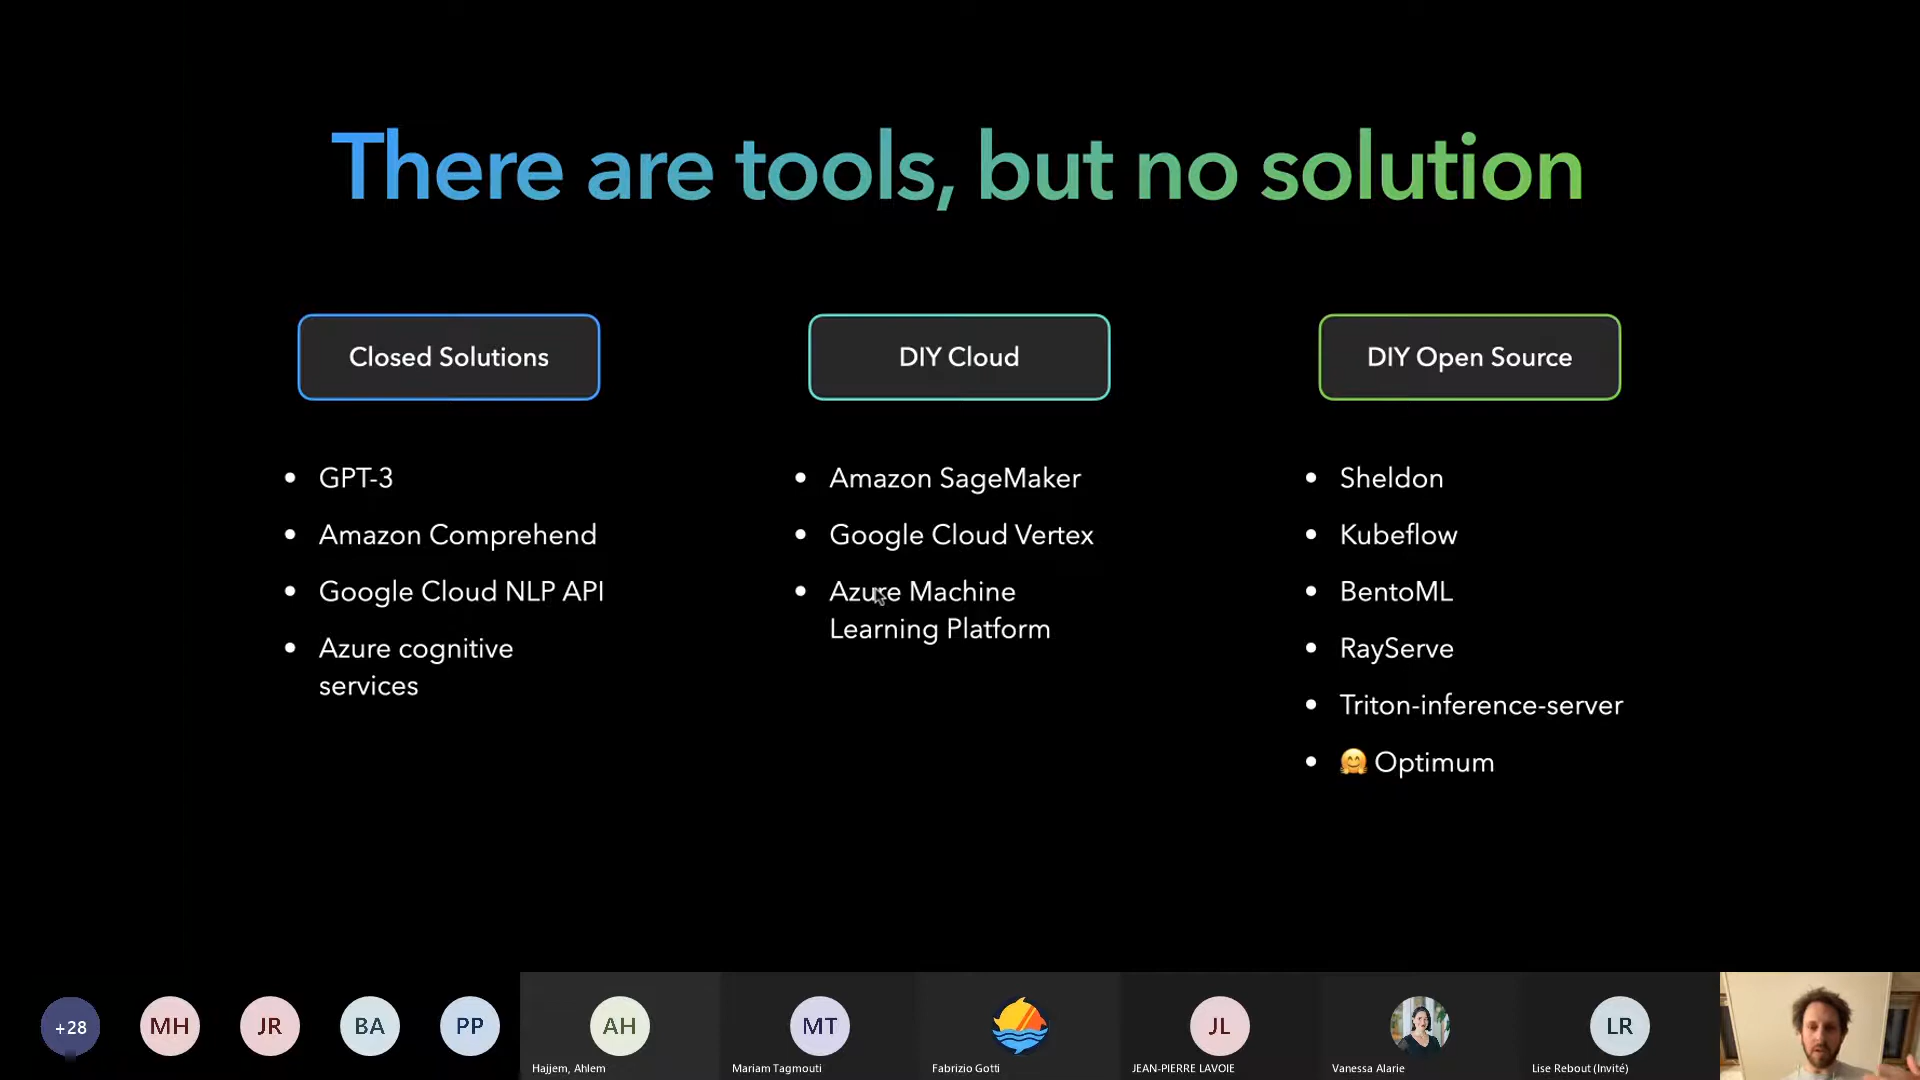 There are tools, but no solution
Closed Solutions
GPT-3
Amazon Comprehend
Google Cloud NLP API
Azure cognitive
services
DIY Cloud
Amazon SageMaker
Google Cloud Vertex
Azure Machine
Learning Platform
DIY Open Source
Sheldon
Kubeflow
BentoML
RayServe
Triton-inference-server
🤗 Optimum
+28
MH
JR
BA
PP
AH
Hajjem, Ahlem
MT
Mariam Tagmouti
Fabrizio Gotti
JL
JEAN-PIERRE LAVOIE
Vanessa Alarie
LR
Lise Rebout (Invité)